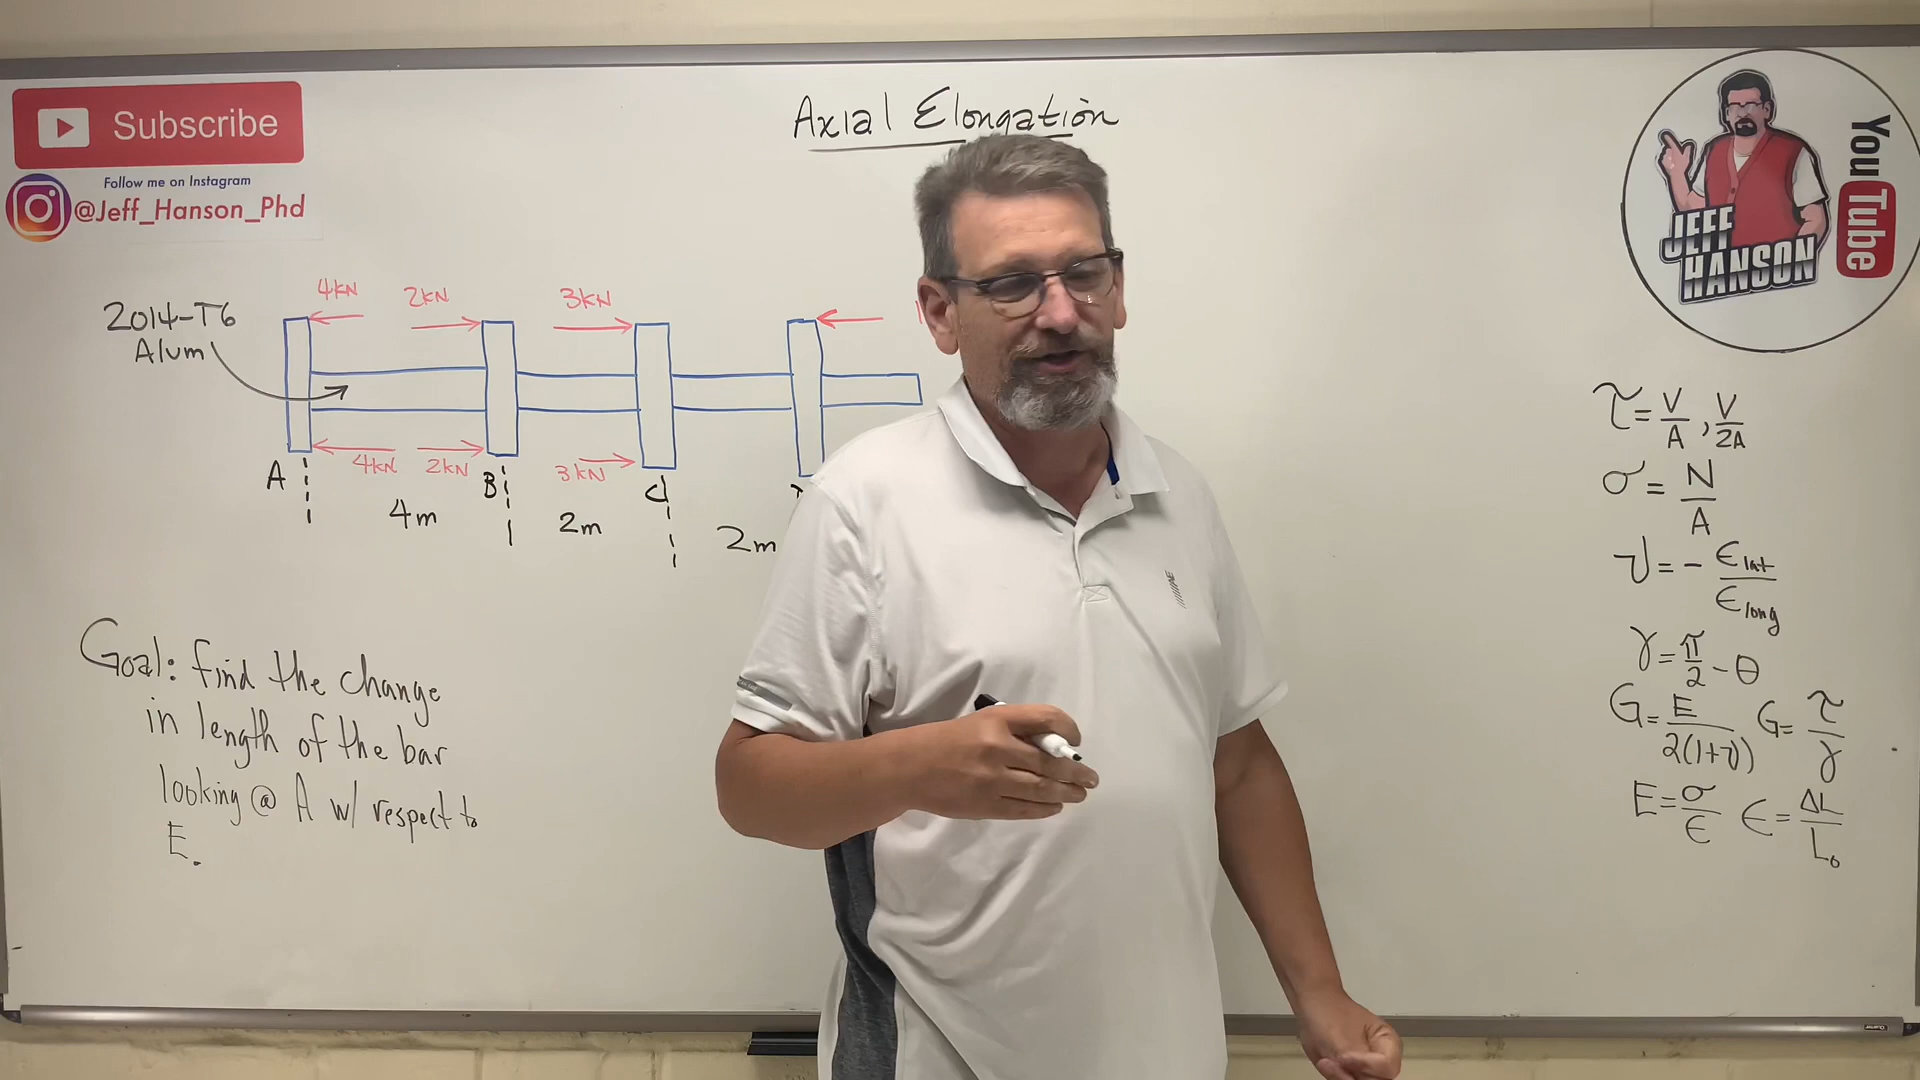 Axial Elongation
Subscribe
Follow me on Instagram
@Jeff_Hanson_Phd
YouTube
JEFF
HANSON
4kN
2kN
3kN
2014-T6
Alum
4kN
2kN
3kN
A
B
C
4m
2m
2m
Goal: find the change
in length of the bar
looking @ A w/ respect to
E.
τ = V/A , V/2A
σ = N/A
ν = - ϵlat/ϵlong
γ = π/2 - θ
G = E/2(1+ν) G = τ/γ
E = σ/ϵ ϵ = ΔL/L₀